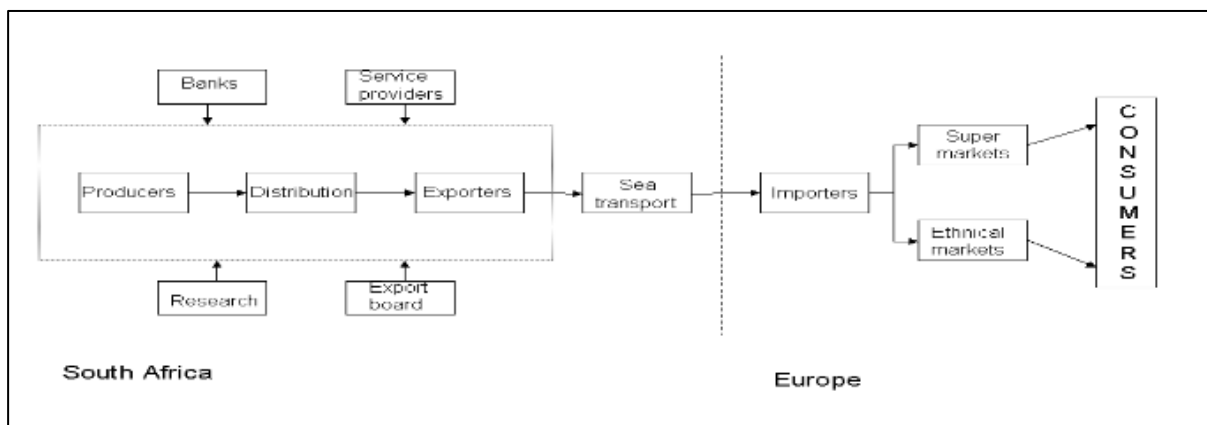 Banks
Service
providers
Producers
Distribution
Exporters
Sea
transport
Importers
Super
markets
Ethnical
markets
CONSUMERS
Research
Export
board
South Africa
Europe